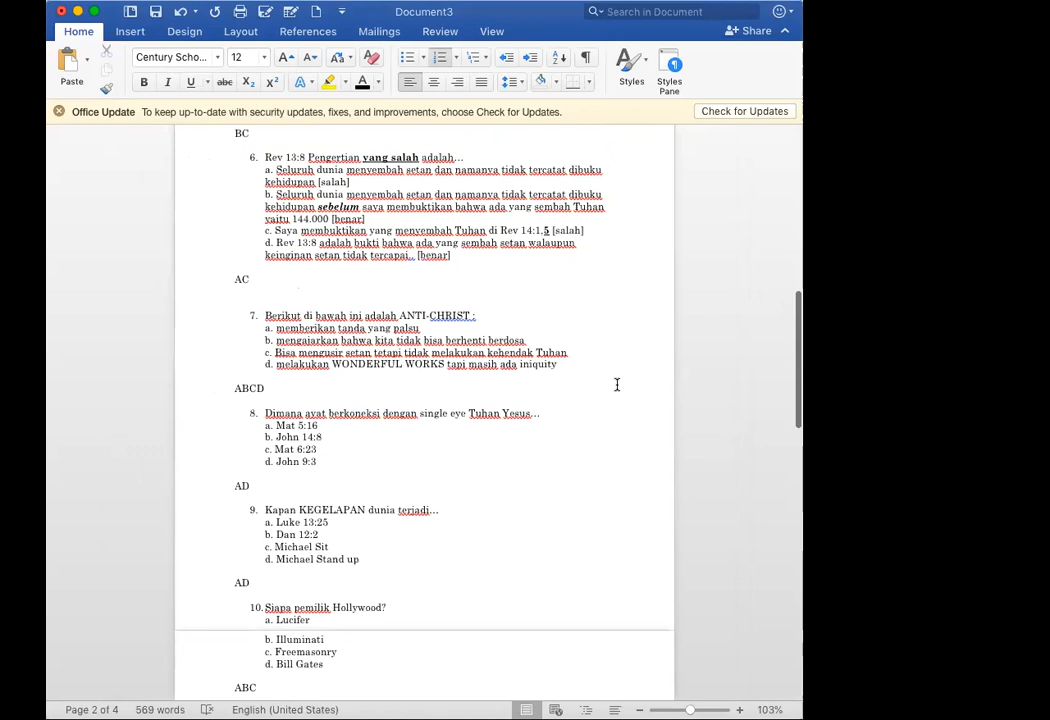 Document3
Search in Document
Home Insert Design Layout References Mailings Review View Share
Paste Century Scho... 12 Styles Styles Pane
Office Update To keep up-to-date with security updates, fixes, and improvements, choose Check for Updates. Check for Updates
BC
6. Rev 13:8 Pengertian yang salah adalah…
a. Seluruh dunia menyembah setan dan namanya tidak tercatat dibuku
kehidupan [salah]
b. Seluruh dunia menyembah setan dan namanya tidak tercatat dibuku
kehidupan sebelum saya membuktikan bahwa ada yang sembah Tuhan
yaitu 144.000 [benar]
c. Saya membuktikan yang menyembah Tuhan di Rev 14:1,5 [salah]
d. Rev 13:8 adalah bukti bahwa ada yang sembah setan walaupun
keinginan setan tidak tercapai.. [benar]
AC
7. Berikut di bawah ini adalah ANTI-CHRIST :
a. memberikan tanda yang palsu
b. mengajarkan bahwa kita tidak bisa berhenti berdosa
c. Bisa mengusir setan tetapi tidak melakukan kehendak Tuhan
d. melakukan WONDERFUL WORKS tapi masih ada iniquity
ABCD
8. Dimana ayat berkoneksi dengan single eye Tuhan Yesus…
a. Mat 5:16
b. John 14:8
c. Mat 6:23
d. John 9:3
AD
9. Kapan KEGELAPAN dunia terjadi…
a. Luke 13:25
b. Dan 12:2
c. Michael Sit
d. Michael Stand up
AD
10. Siapa pemilik Hollywood?
a. Lucifer
b. Illuminati
c. Freemasonry
d. Bill Gates
ABC
Page 2 of 4 569 words English (United States) 103%